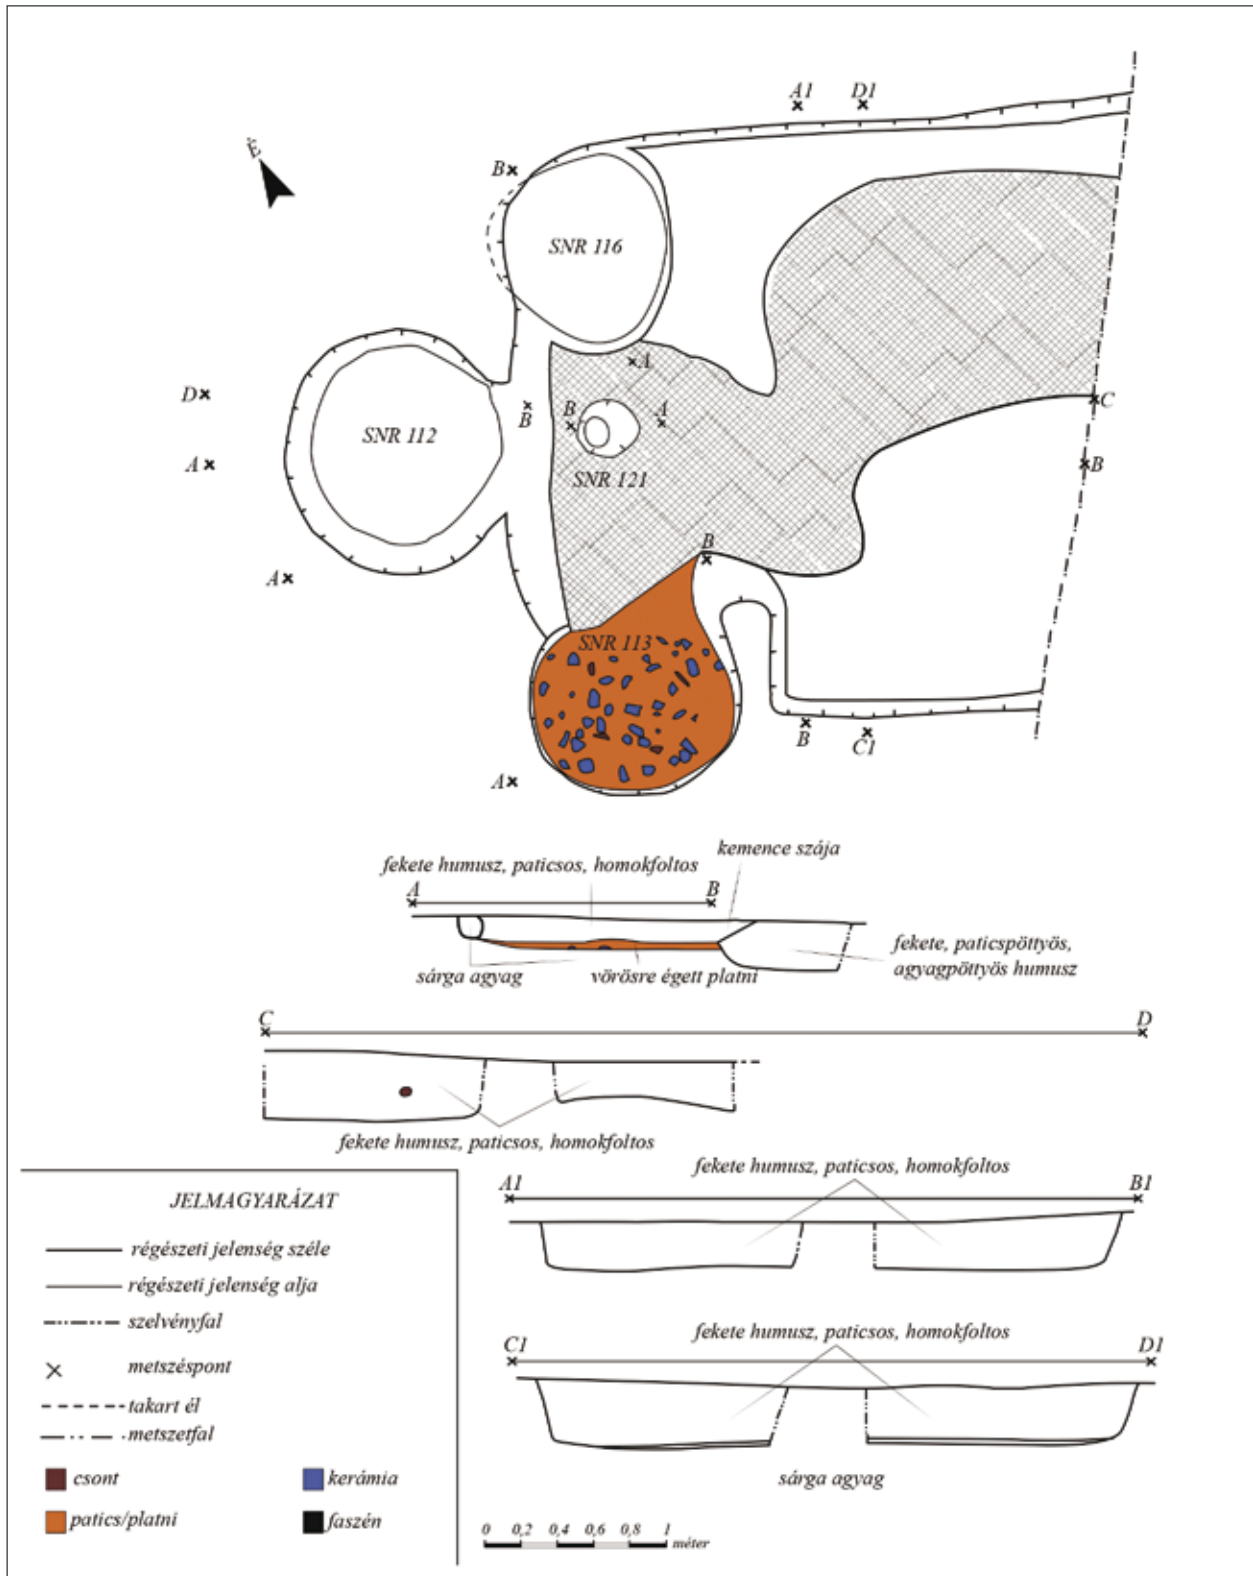 A1 D1
É
B
SNR 116
A
D
B B A
C
SNR 112
A
B
SNR 121
B
A
SNR 113
B
C1
A
kemence szája
fekete humusz, paticsos, homokfoltos
A B
fekete, paticspöttyös,
agyagpöttyös humusz
sárga agyag vörösre égett platni
C D
fekete humusz, paticsos, homokfoltos
fekete humusz, paticsos, homokfoltos
A1 B1
JELMAGYARÁZAT
régészeti jelenség széle
régészeti jelenség alja
szelvényfal
fekete humusz, paticsos, homokfoltos
C1 D1
metszéspont
takart él
metszetfal
csont kerámia
sárga agyag
patics/platni faszén
0 0,2 0,4 0,6 0,8 1
méter